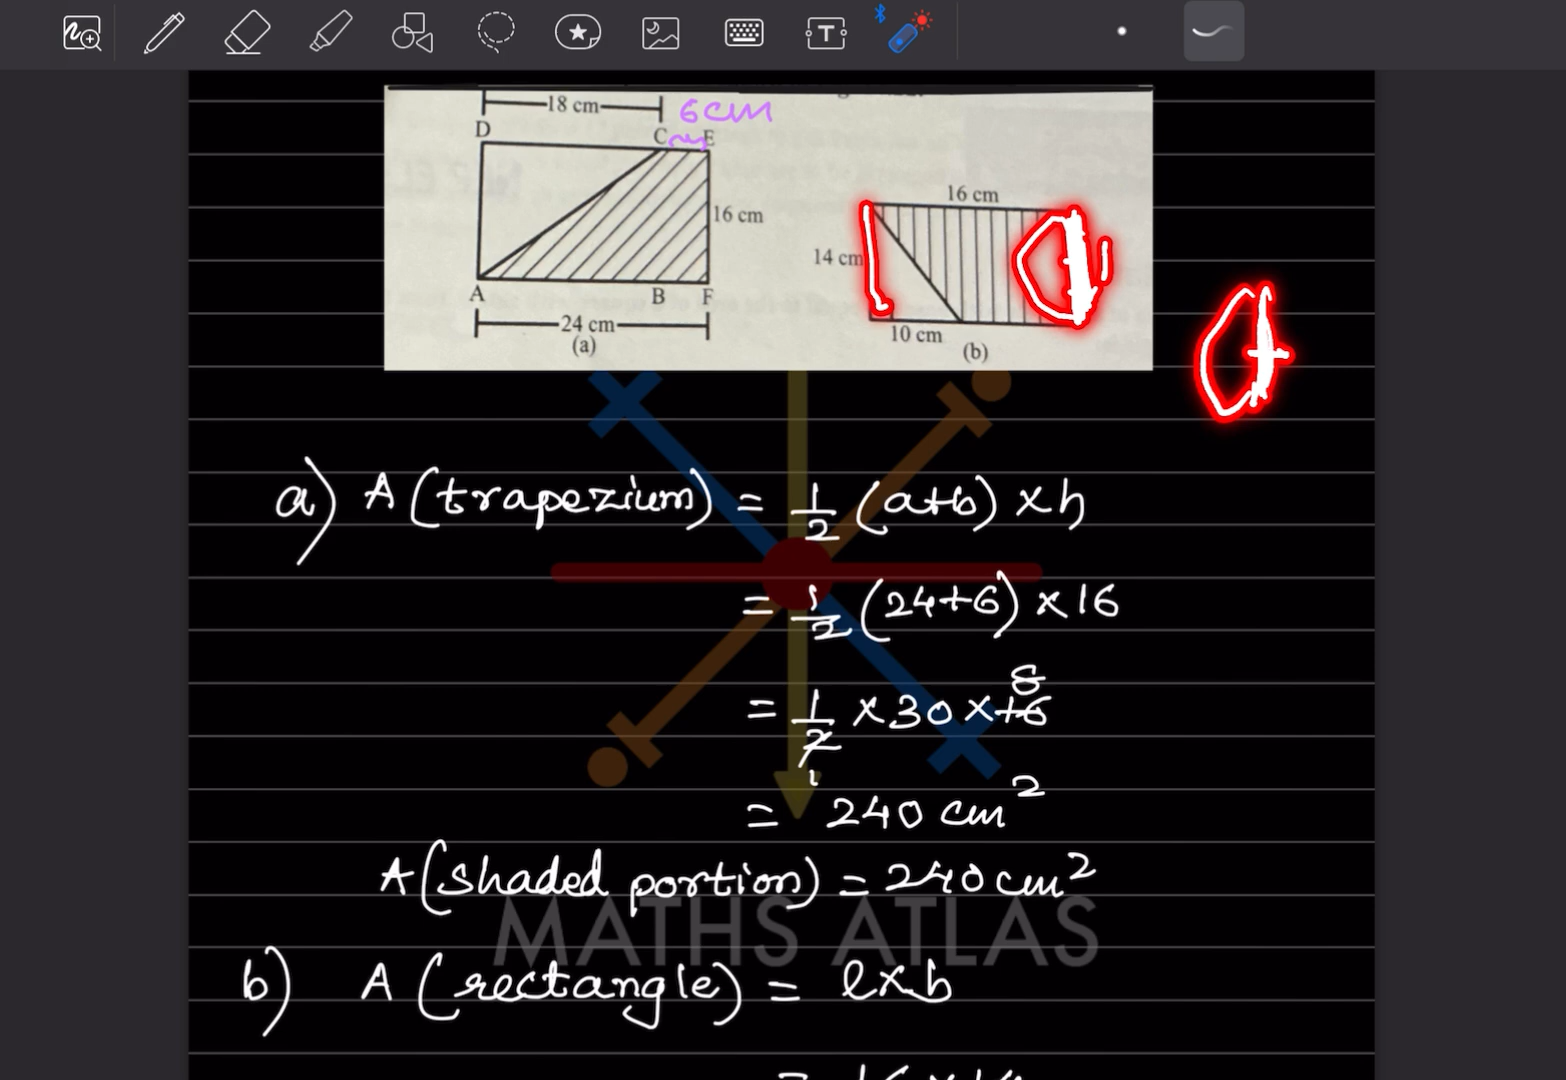 18 cm 6cm
D C E
16 cm
16 cm
14 cm
A B F
24 cm
10 cm
(a)
(b)
a) A (trapezium) = 1/2 (a+b) × h
= 1/2 (24+6) × 16
8
= 1/2 × 30 × 16
1
= 240 cm²
A (shaded portion) = 240 cm²
MATHS ATLAS
b) A (rectangle) = l×b